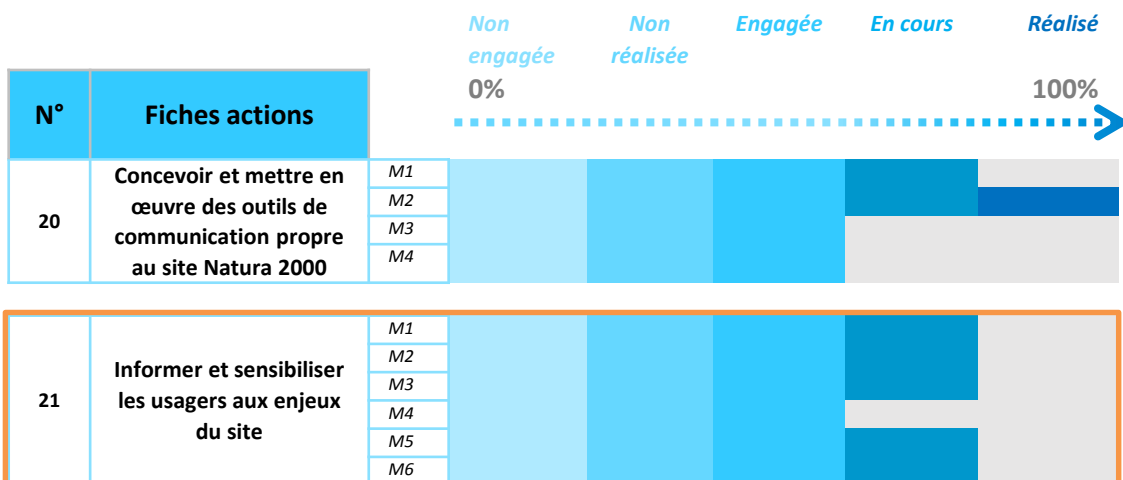 Non engagée
Non réalisée
Engagée
En cours
Réalisé
0%
100%
N°
Fiches actions
20
Concevoir et mettre en
œuvre des outils de
communication propre
au site Natura 2000
M1
M2
M3
M4
21
Informer et sensibiliser
les usagers aux enjeux
du site
M1
M2
M3
M4
M5
M6